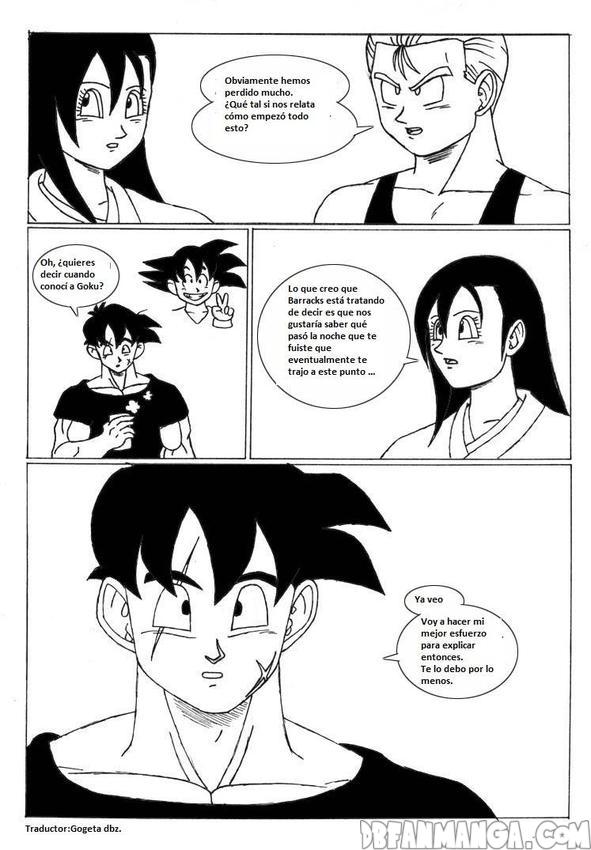 Obviamente hemos
perdido mucho.
¿Qué tal si nos relata
cómo empezó todo
esto?
Oh, ¿quieres
decir cuando
conocí a Goku?
Lo que creo que
Barracks está tratando
de decir es que nos
gustaría saber qué
pasó la noche que te
fuiste que
eventualmente te
trajo a este punto ...
Ya veo
Voy a hacer mi
mejor esfuerzo
para explicar
entonces.
Te lo debo por lo
menos.
Traductor:Gogeta dbz.
DBFANMANGA.COM